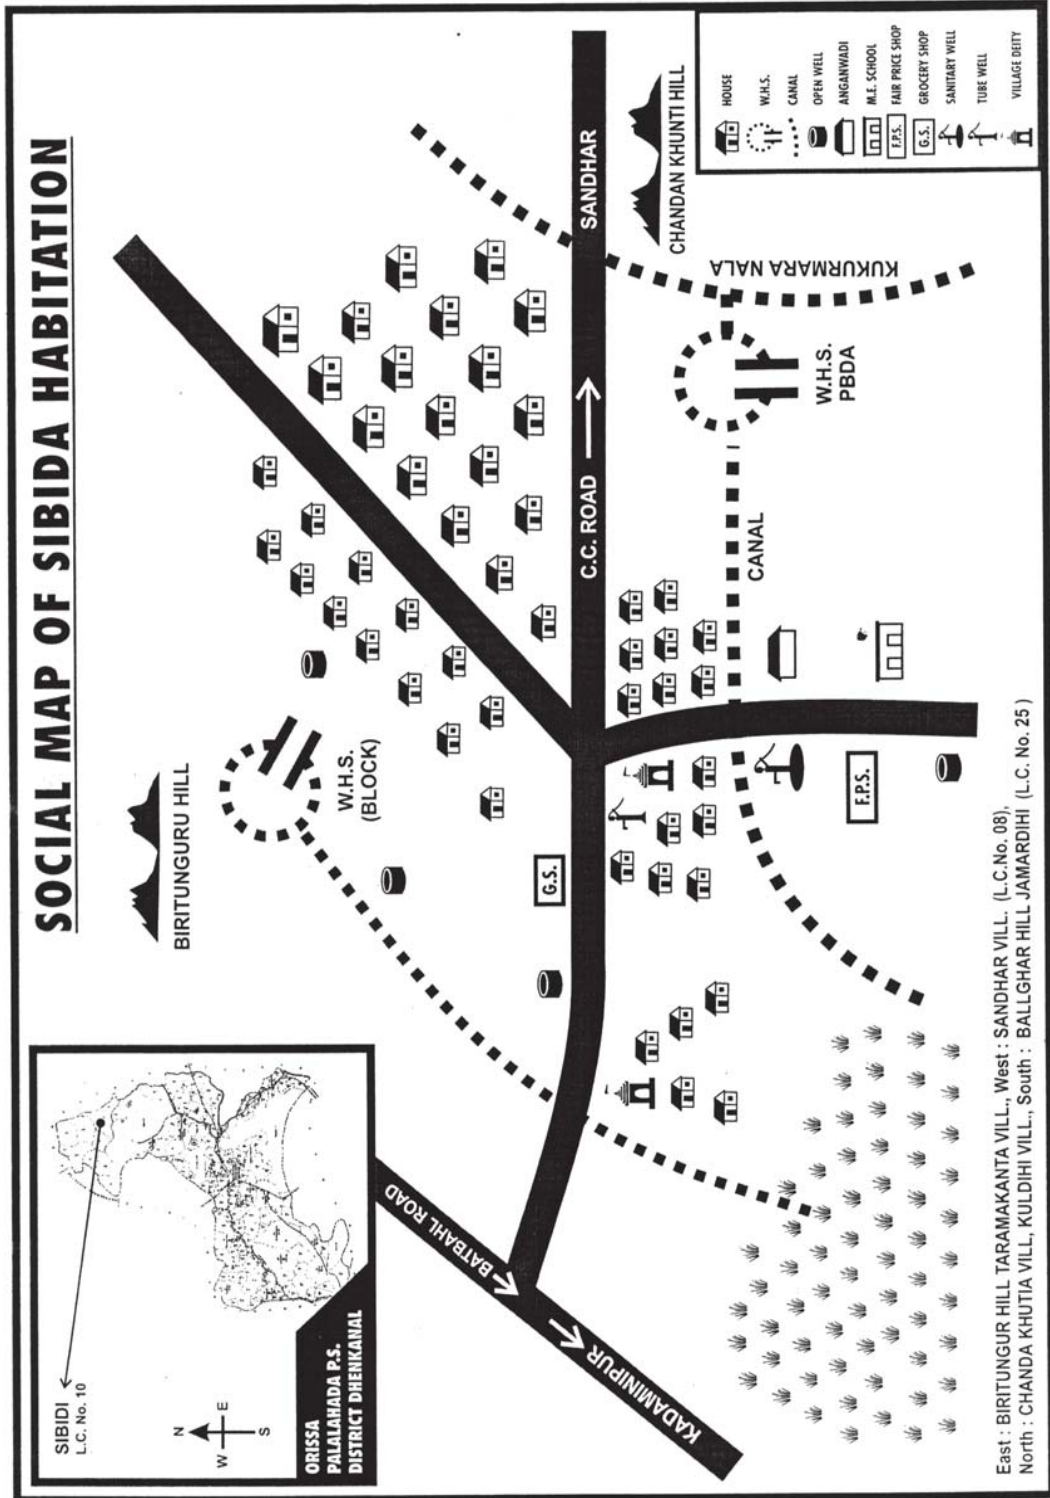 SOCIAL MAP OF SIBIDA HABITATION
SIBIDI
L.C. No. 10
N
W E
S
ORISSA
PALALAHADA P.S.
DISTRICT DHENKANAL
BIRITUNGURU HILL
W.H.S.
(BLOCK)
G.S.
BATBAHL ROAD
KADAMINIPUR
C.C. ROAD
SANDHAR
CHANDAN KHUNTI HILL
KUKURMARA NALA
W.H.S.
PBDA
CANAL
F.P.S.
HOUSE
W.H.S.
CANAL
OPEN WELL
ANGANWADI
M.E. SCHOOL
F.P.S. FAIR PRICE SHOP
G.S. GROCERY SHOP
SANITARY WELL
TUBE WELL
VILLAGE DEITY
East : BIRITUNGUR HILL TARAMAKANTA VILL., West : SANDHAR VILL. (L.C.No. 08),
North : CHANDA KHUTIA VILL, KULDIHI VILL., South : BALLGHAR HILL JAMARDIHI (L.C. No. 25 )